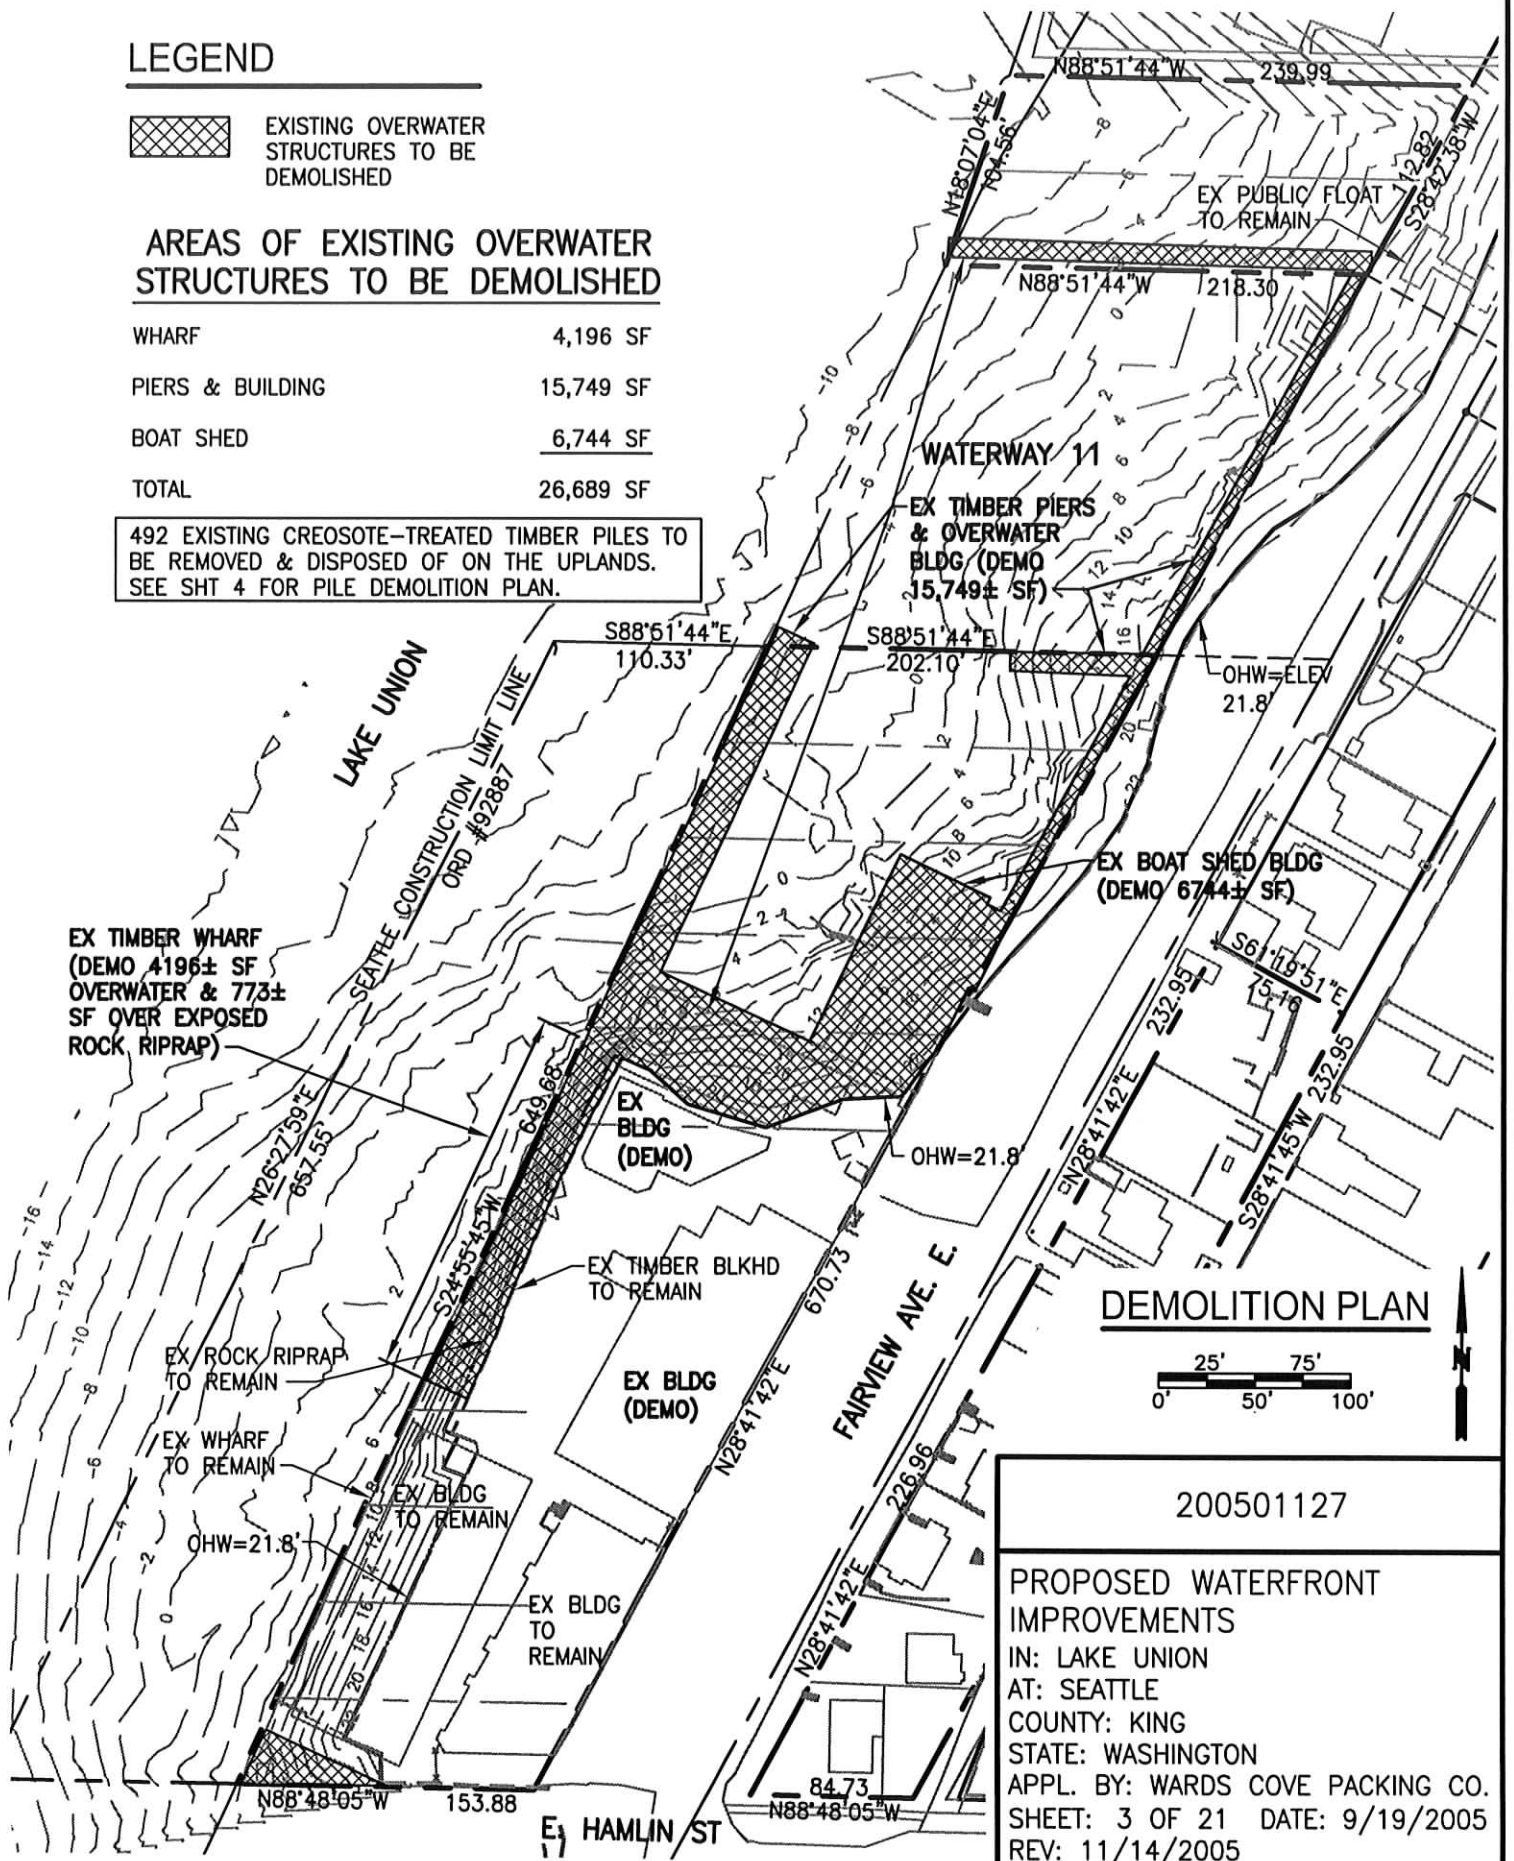 LEGEND
EXISTING OVERWATER
STRUCTURES TO BE
DEMOLISHED
AREAS OF EXISTING OVERWATER
STRUCTURES TO BE DEMOLISHED
WHARF 4,196 SF
PIERS & BUILDING 15,749 SF
BOAT SHED 6,744 SF
TOTAL 26,689 SF
492 EXISTING CREOSOTE-TREATED TIMBER PILES TO
BE REMOVED & DISPOSED OF ON THE UPLANDS.
SEE SHT 4 FOR PILE DEMOLITION PLAN.
N88°51'44"W 239.99
N18°07'04"E
104.56'
112.82
S28°42'38"W
EX PUBLIC FLOAT
TO REMAIN
N88°51'44"W 218.30
WATERWAY 11
EX TIMBER PIERS
& OVERWATER
BLDG (DEMO
15,749± SF)
S88°51'44"E
110.33'
S88°51'44"E
202.10'
OHW=ELEV
21.8'
LAKE UNION
SEATTLE CONSTRUCTION LIMIT LINE
ORD #92887
EX BOAT SHED BLDG
(DEMO 6744± SF)
EX TIMBER WHARF
(DEMO 4196± SF
OVERWATER & 773±
SF OVER EXPOSED
ROCK RIPRAP)
S61°19'51"E
75.16
232.95
N28°41'42"E
232.95
S28°41'45"W
649.68
S24°55'45"W
N26°27'59"E
657.55'
EX
BLDG
(DEMO)
OHW=21.8'
EX TIMBER BLKHD
TO REMAIN
670.73
N28°41'42"E
FAIRVIEW AVE. E.
EX ROCK RIPRAP
TO REMAIN
EX BLDG
(DEMO)
EX WHARF
TO REMAIN
EX BLDG
TO REMAIN
OHW=21.8'
EX BLDG
TO
REMAIN
226.96
N28°41'42"E
N88°48'05"W 153.88
E. HAMLIN ST
84.73
N88°48'05"W
DEMOLITION PLAN
25' 75'
0' 50' 100'
N
200501127
PROPOSED WATERFRONT
IMPROVEMENTS
IN: LAKE UNION
AT: SEATTLE
COUNTY: KING
STATE: WASHINGTON
APPL. BY: WARDS COVE PACKING CO.
SHEET: 3 OF 21 DATE: 9/19/2005
REV: 11/14/2005